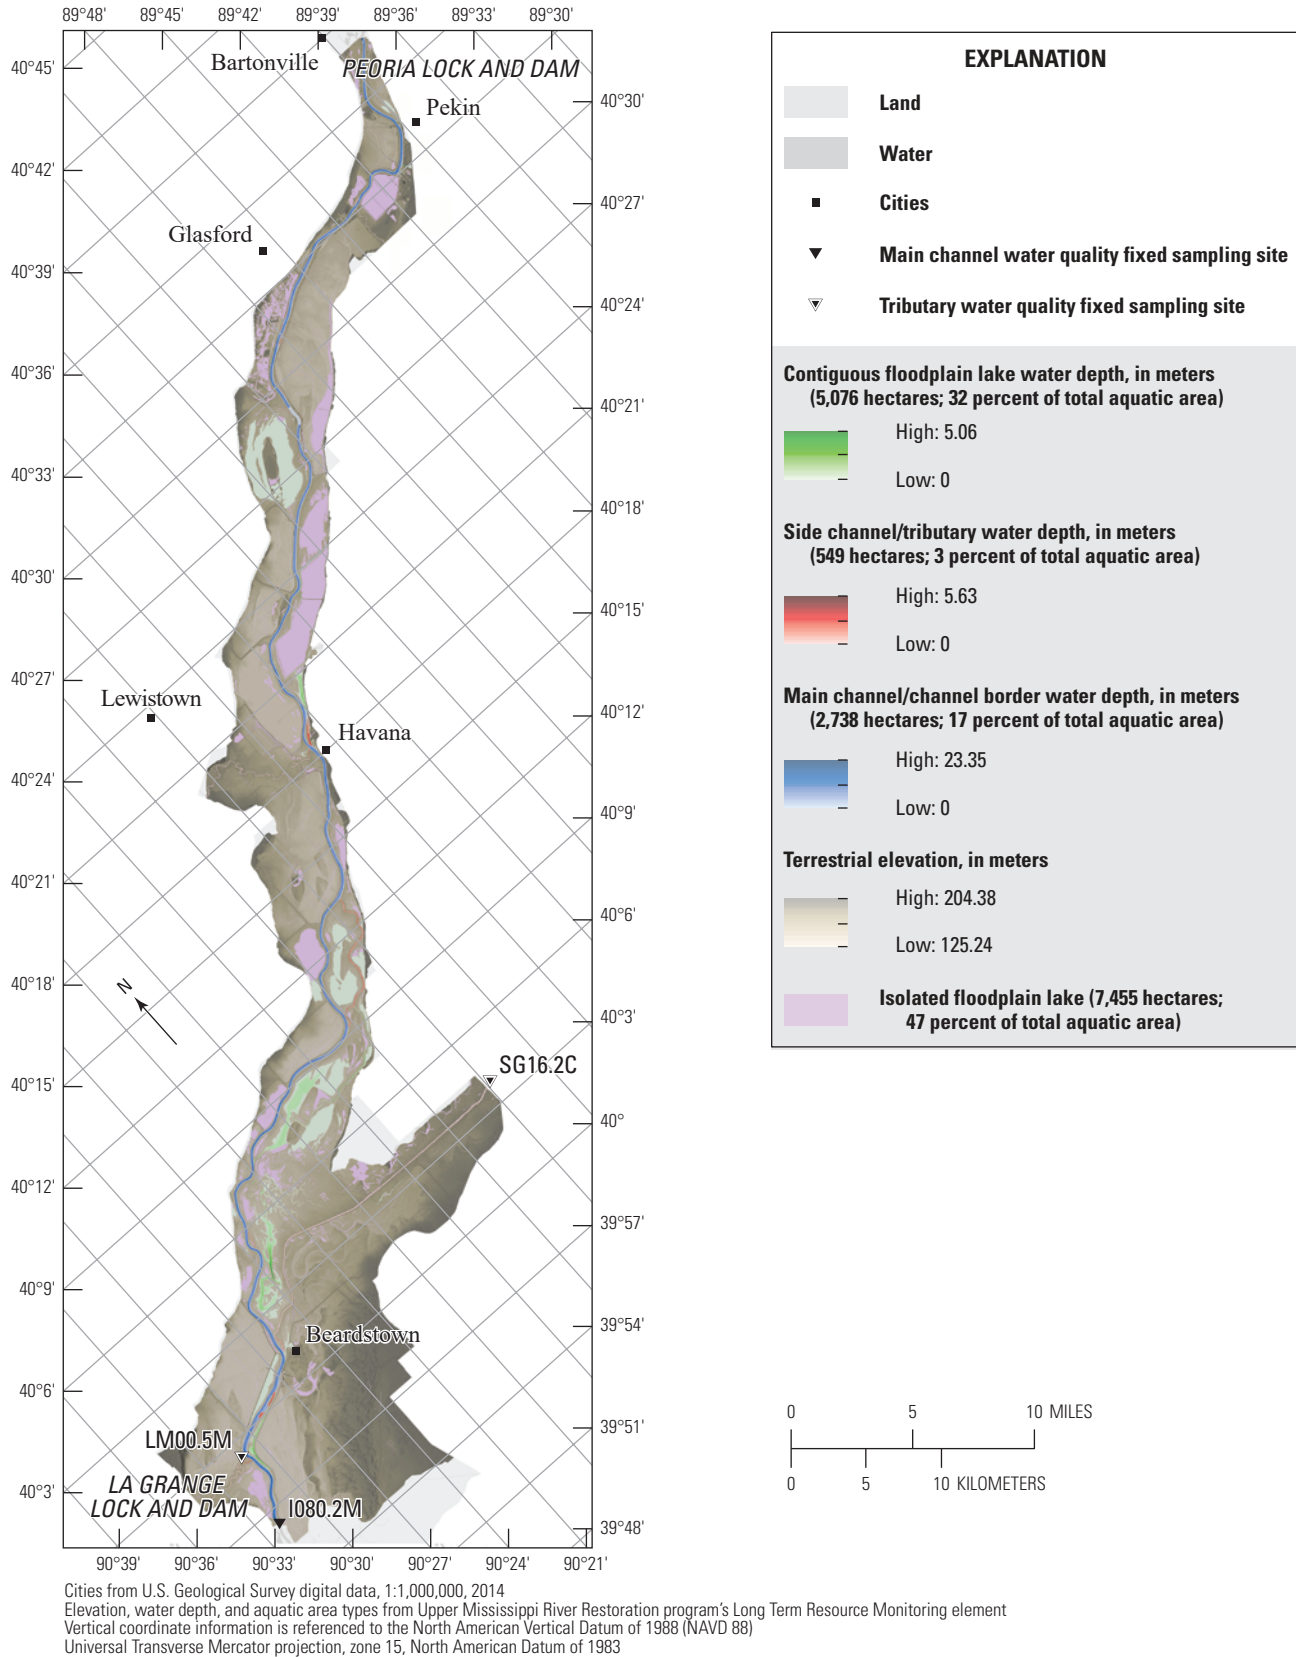 89°48' 89°45' 89°42' 89°39' 89°36' 89°33' 89°30'
40°45'
40°42'
40°39'
40°36'
40°33'
40°30'
40°27'
40°24'
40°21'
40°18'
40°15'
40°12'
40°9'
40°6'
40°3'
Bartonville
PEORIA LOCK AND DAM
Pekin
Glasford
Lewistown
Havana
N
SG16.2C
Beardstown
LM00.5M
LA GRANGE
LOCK AND DAM
I080.2M
40°30'
40°27'
40°24'
40°21'
40°18'
40°15'
40°12'
40°9'
40°6'
40°3'
40°
39°57'
39°54'
39°51'
39°48'
90°39' 90°36' 90°33' 90°30' 90°27' 90°24' 90°21'
EXPLANATION
Land
Water
Cities
Main channel water quality fixed sampling site
Tributary water quality fixed sampling site
Contiguous floodplain lake water depth, in meters
(5,076 hectares; 32 percent of total aquatic area)
High: 5.06
Low: 0
Side channel/tributary water depth, in meters
(549 hectares; 3 percent of total aquatic area)
High: 5.63
Low: 0
Main channel/channel border water depth, in meters
(2,738 hectares; 17 percent of total aquatic area)
High: 23.35
Low: 0
Terrestrial elevation, in meters
High: 204.38
Low: 125.24
Isolated floodplain lake (7,455 hectares;
47 percent of total aquatic area)
0 5 10 MILES
0 5 10 KILOMETERS
Cities from U.S. Geological Survey digital data, 1:1,000,000, 2014
Elevation, water depth, and aquatic area types from Upper Mississippi River Restoration program's Long Term Resource Monitoring element
Vertical coordinate information is referenced to the North American Vertical Datum of 1988 (NAVD 88)
Universal Transverse Mercator projection, zone 15, North American Datum of 1983